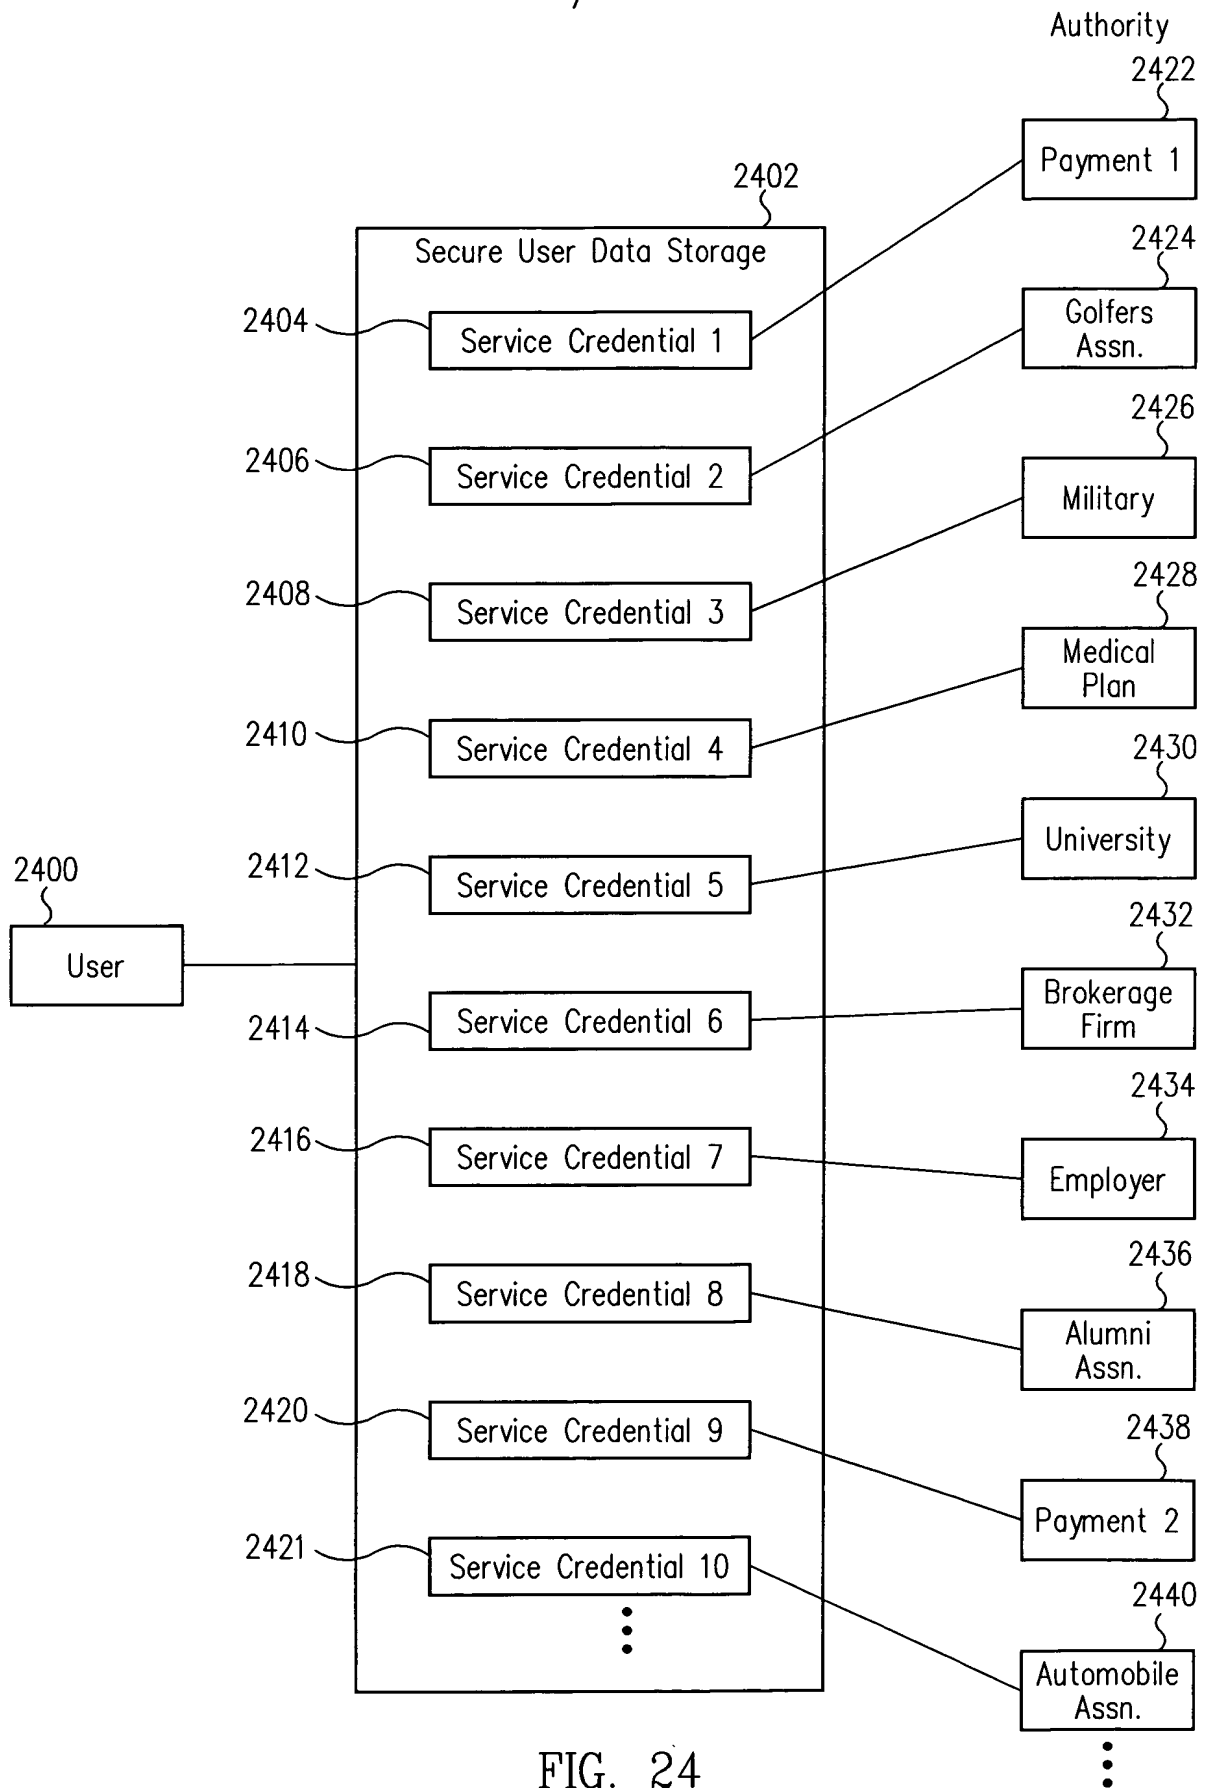 Authority
2422
Payment 1
2402
Secure User Data Storage
2424
Golfers
Assn.
2404
Service Credential 1
2426
Military
2406
Service Credential 2
2428
Medical
Plan
2408
Service Credential 3
2430
University
2410
Service Credential 4
2400
User
2412
Service Credential 5
2432
Brokerage
Firm
2414
Service Credential 6
2434
Employer
2416
Service Credential 7
2436
Alumni
Assn.
2418
Service Credential 8
2438
Payment 2
2420
Service Credential 9
2421
Service Credential 10
2440
Automobile
Assn.
FIG. 24